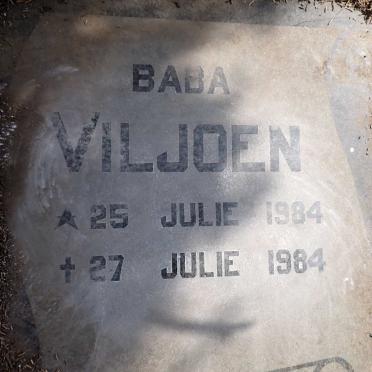 BABA
VILJOEN
★ 25 JULIE 1984
✝ 27 JULIE 1984